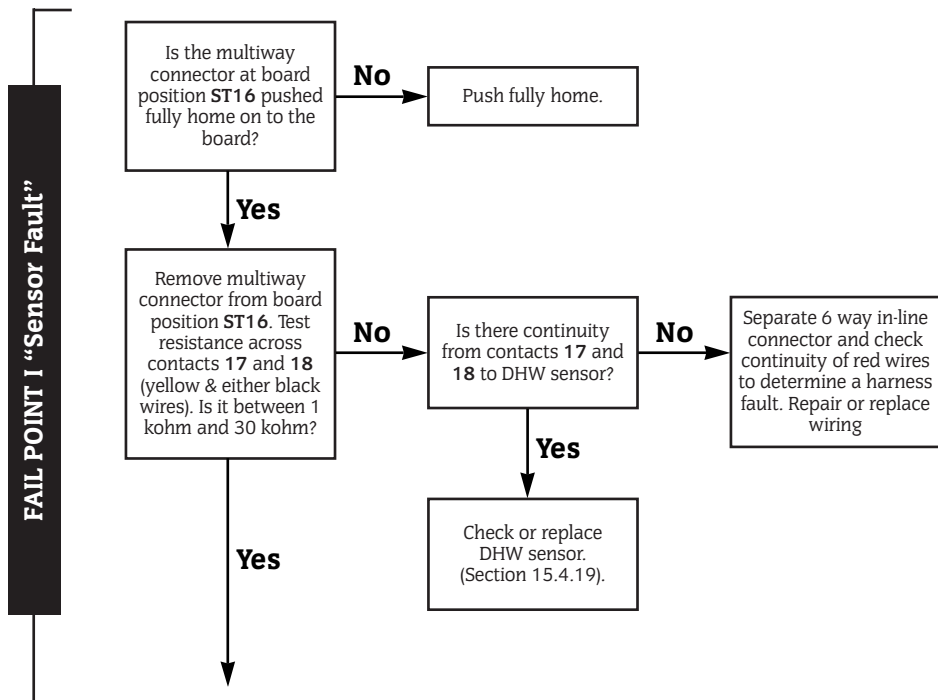 FAIL POINT I “Sensor Fault”
Is the multiway
connector at board
position ST16 pushed
fully home on to the
board?
No
Push fully home.
Yes
Remove multiway
connector from board
position ST16. Test
resistance across
contacts 17 and 18
(yellow & either black
wires). Is it between 1
kohm and 30 kohm?
No
Is there continuity
from contacts 17 and
18 to DHW sensor?
No
Separate 6 way in-line
connector and check
continuity of red wires
to determine a harness
fault. Repair or replace
wiring
Yes
Check or replace
DHW sensor.
(Section 15.4.19).
Yes